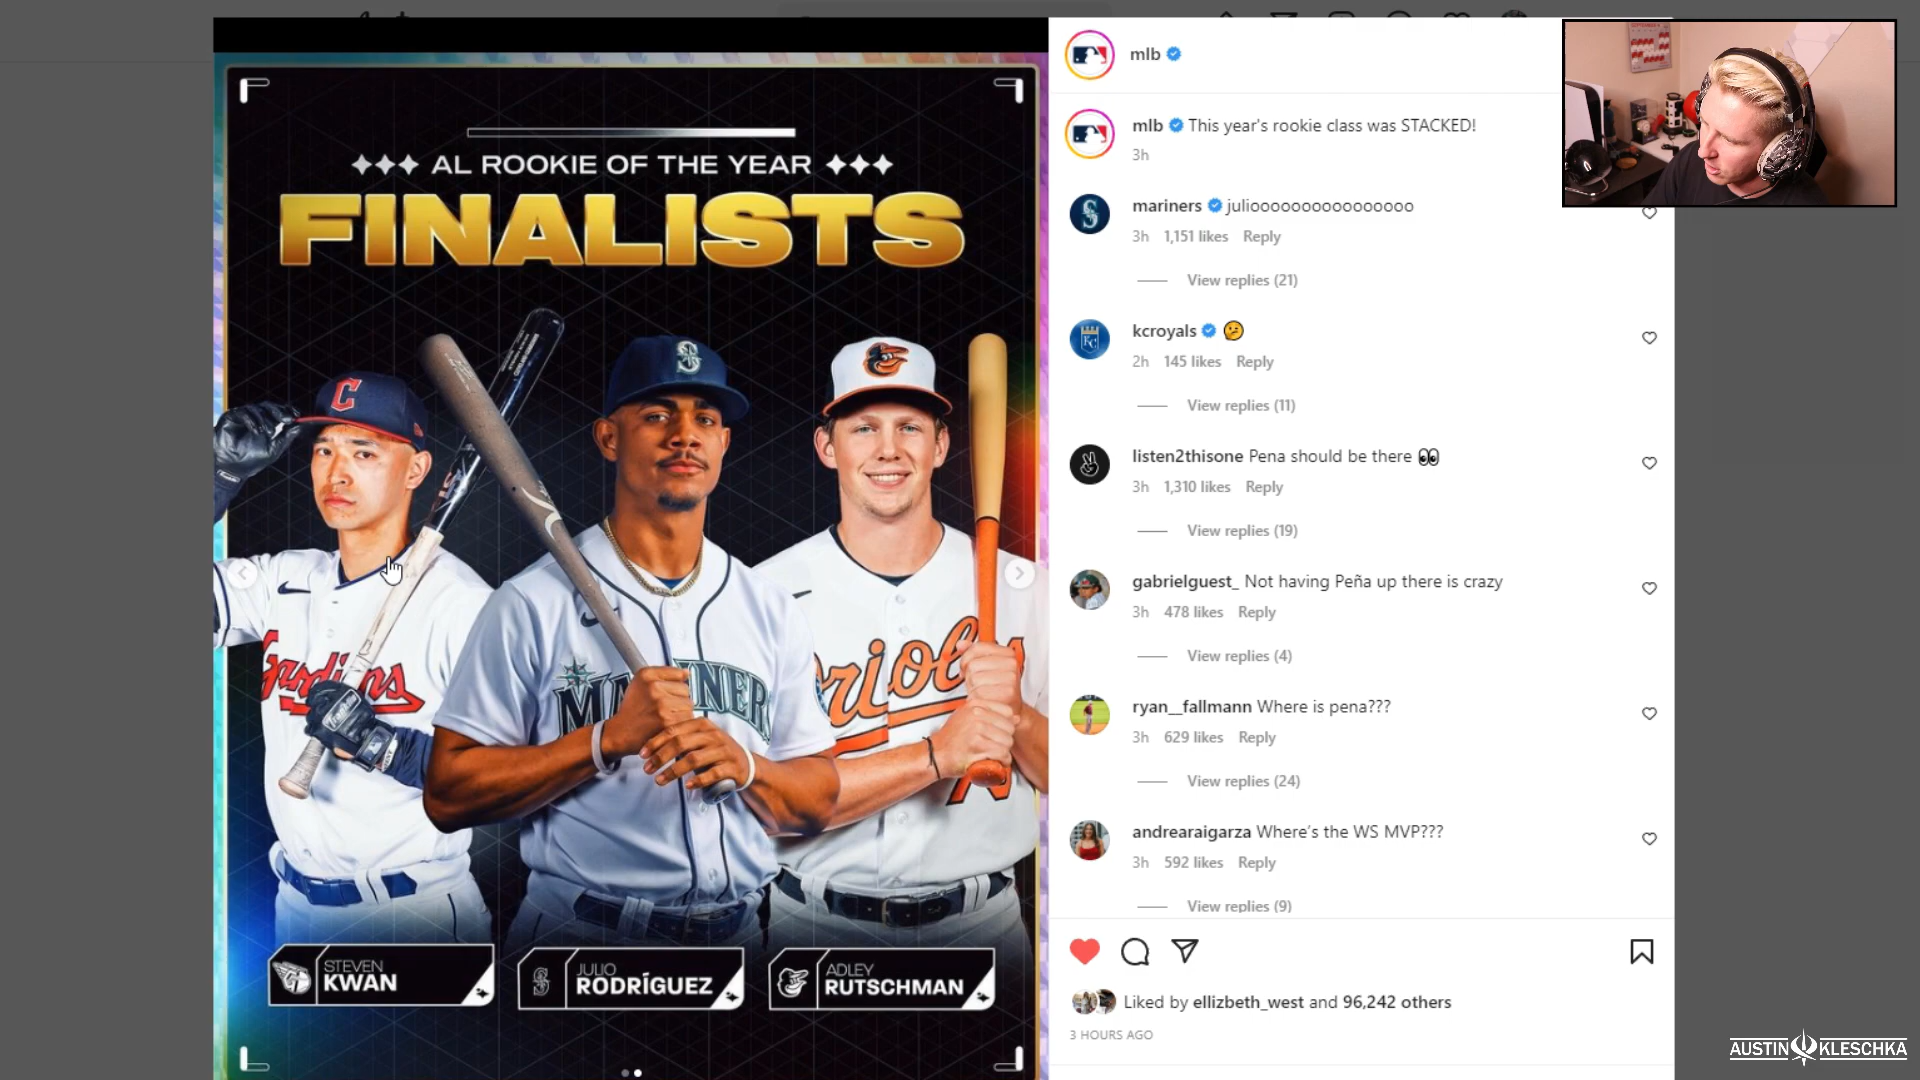 AL ROOKIE OF THE YEAR
FINALISTS
C
S
Guardians
MARINERS
Orioles
STEVEN
KWAN
JULIO
RODRÍGUEZ
ADLEY
RUTSCHMAN
mlb
mlb This year's rookie class was STACKED!
3h
mariners juliooooooooooooooooo
3h 1,151 likes Reply
View replies (21)
kcroyals 🤔
2h 145 likes Reply
View replies (11)
listen2thisone Pena should be there 👀
3h 1,310 likes Reply
View replies (19)
gabrielguest_ Not having Peña up there is crazy
3h 478 likes Reply
View replies (4)
ryan__fallmann Where is pena???
3h 629 likes Reply
View replies (24)
andrearaigarza Where's the WS MVP???
3h 592 likes Reply
View replies (9)
Liked by ellizbeth_west and 96,242 others
3 HOURS AGO
AUSTIN KLESCHKA